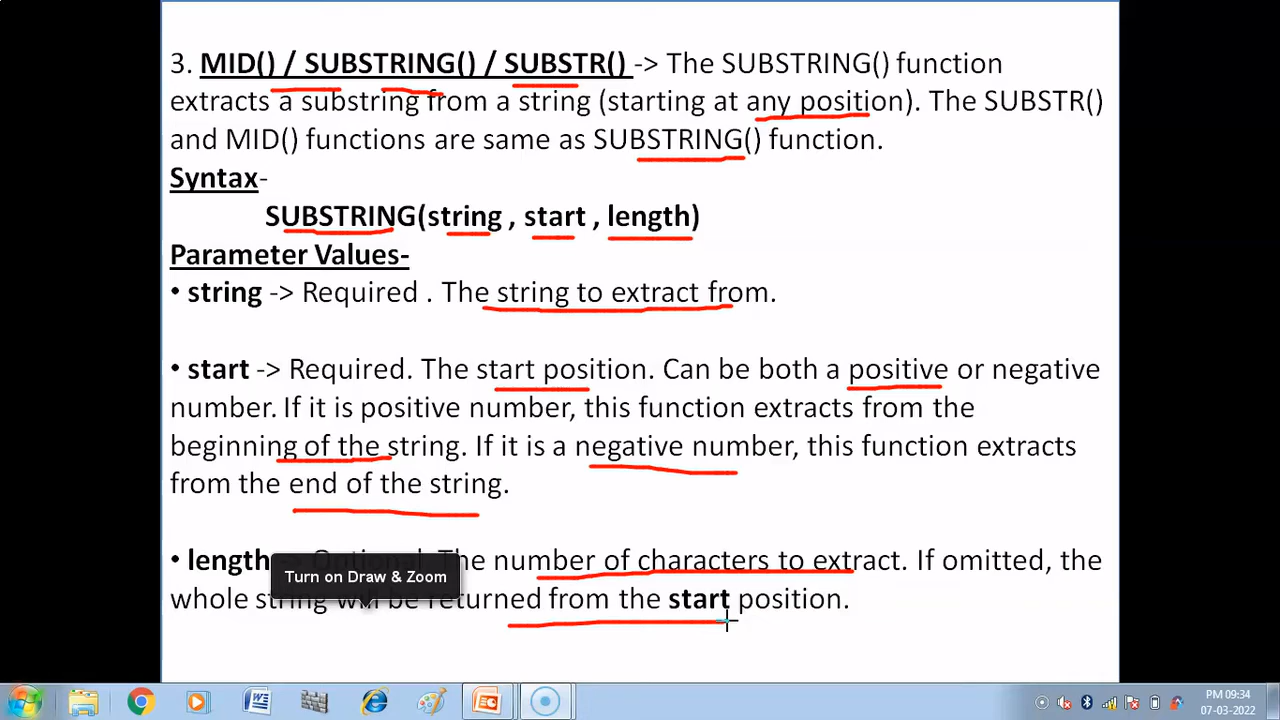 3. MID() / SUBSTRING() / SUBSTR() -> The SUBSTRING() function
extracts a substring from a string (starting at any position). The SUBSTR()
and MID() functions are same as SUBSTRING() function.
Syntax-
SUBSTRING(string , start , length)
Parameter Values-
• string -> Required . The string to extract from.
• start -> Required. The start position. Can be both a positive or negative
number. If it is positive number, this function extracts from the
beginning of the string. If it is a negative number, this function extracts
from the end of the string.
• length -> Optional. The number of characters to extract. If omitted, the
Turn on Draw & Zoom
whole string will be returned from the start position.
PM 09:34
07-03-2022